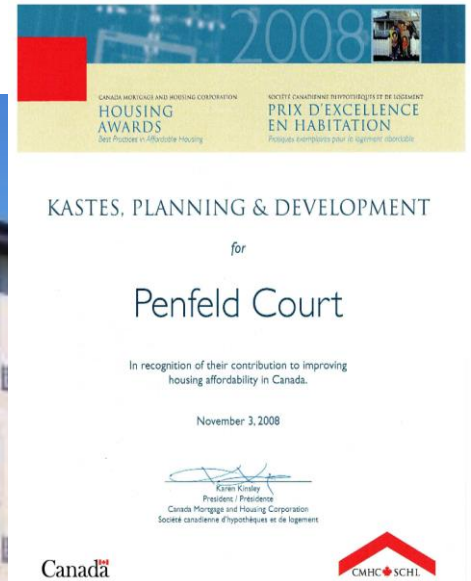 2008
CANADA MORTGAGE AND HOUSING CORPORATION
HOUSING
AWARDS
Best Practices in Affordable Housing
SOCIÉTÉ CANADIENNE D'HYPOTHÈQUES ET DE LOGEMENT
PRIX D'EXCELLENCE
EN HABITATION
Pratiques exemplaires pour le logement abordable
KASTES, PLANNING & DEVELOPMENT
for
Penfeld Court
In recognition of their contribution to improving
housing affordability in Canada.
November 3, 2008
Karen Kinsley
President / Présidente
Canada Mortgage and Housing Corporation
Société canadienne d'hypothèques et de logement
Canada
CMHC SCHL